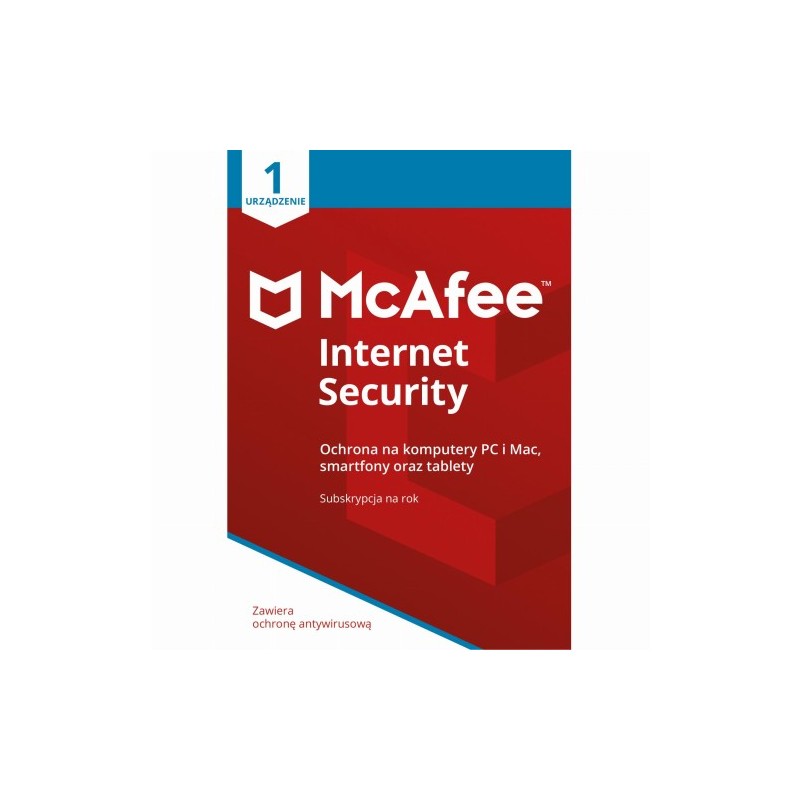 1
URZĄDZENIE
McAfee™
Internet
Security
Ochrona na komputery PC i Mac,
smartfony oraz tablety
Subskrypcja na rok
Zawiera
ochronę antywirusową